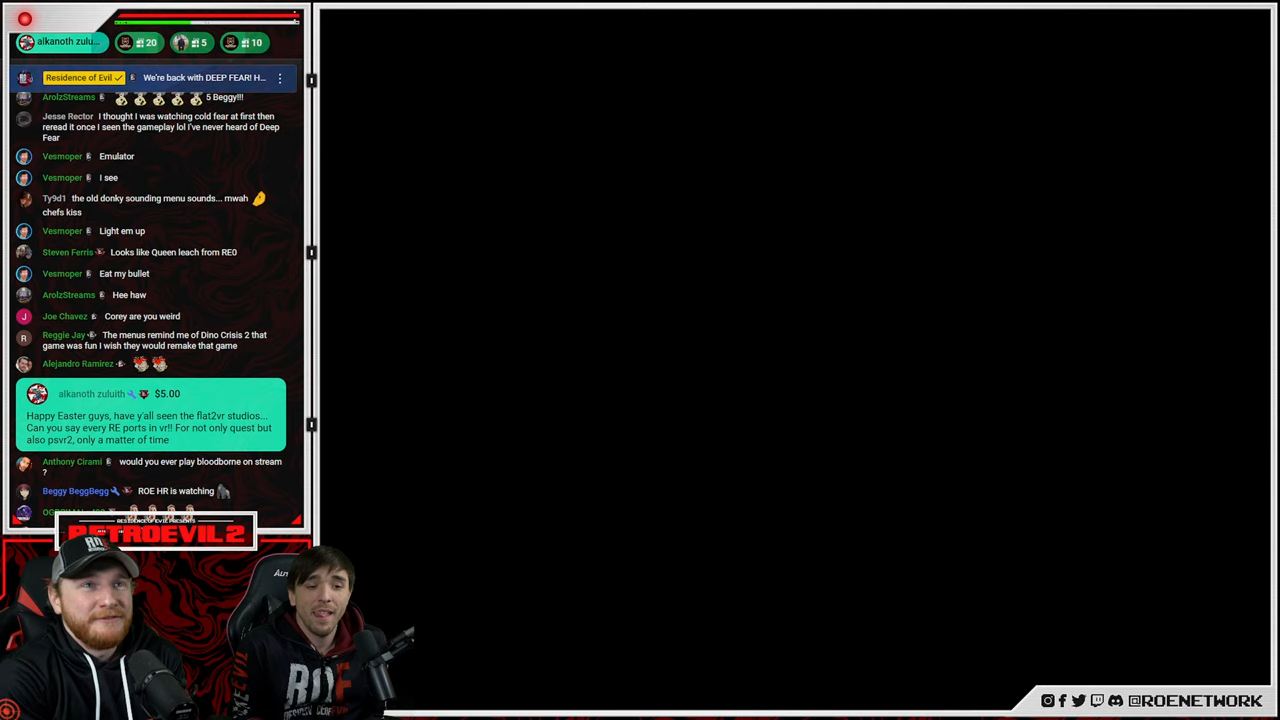 alkanoth zulu...
20
5
10
Residence of Evil We're back with DEEP FEAR! H...
ArolzStreams 5 Beggy!!!
Jesse Rector I thought I was watching cold fear at first then
reread it once I seen the gameplay lol I've never heard of Deep
Fear
Vesmoper Emulator
Vesmoper I see
Ty9d1 the old donky sounding menu sounds... mwah
chefs kiss
Vesmoper Light em up
Steven Ferris Looks like Queen leach from RE0
Vesmoper Eat my bullet
ArolzStreams Hee haw
J Joe Chavez Corey are you weird
R Reggie Jay The menus remind me of Dino Crisis 2 that
game was fun I wish they would remake that game
Alejandro Ramirez
alkanoth zuluith $5.00
Happy Easter guys, have y'all seen the flat2vr studios...
Can you say every RE ports in vr!! For not only quest but
also psvr2, only a matter of time
Anthony Cirami would you ever play bloodborne on stream
?
Beggy BeggBegg ROE HR is watching
RESIDENCE OF EVIL PRESENTS
RETROEVIL 2
@ROENETWORK